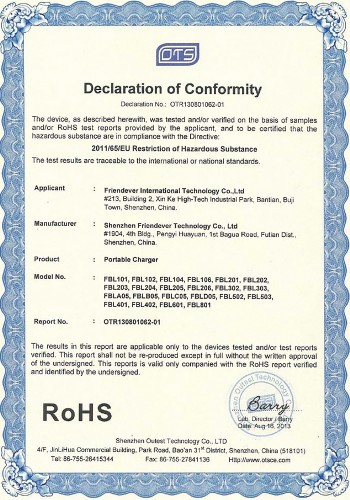 OTS
Declaration of Conformity
Declaration No.: OTR130801062-01
The device, as described herewith, was tested and/or verified on the basis of samples
and/or RoHS test reports provided by the applicant, and to be certified that the
hazardous substance are in compliance with the Directive:
2011/65/EU Restriction of Hazardous Substance
The test results are traceable to the international or national standards.
Applicant : Friendever International Technology Co.,Ltd
#213, Building 2, Xin Ke High-Tech Industrial Park, Bantian, Buji
Town, Shenzhen, China.
Manufacturer : Shenzhen Friendever Technology Co., Ltd
#1904, 4th Bldg., Pengyi Huayuan, 1st Bagua Road, Futian Dist.,
Shenzhen, China.
Product : Portable Charger
Model No. : FBL101, FBL102, FBL104, FBL106, FBL201, FBL202,
FBL203, FBL204, FBL205, FBL206, FBL302, FBL303,
FBLA05, FBLB05, FBLC05, FBLD05, FBL502, FBL503,
FBL401, FBL402, FBL601, FBL801
Report No. : OTR130801062-01
The results in this report are applicable only to the devices tested and/or test reports
verified. This report shall not be re-produced except in full without the written approval
of the undersigned. This report is valid only companied with the RoHS report verified
and identified by the undersigned.
RoHS
Barry
Lab. Director / Barry
Date: Aug 16, 2013
Shenzhen Outest Technology Co., LTD
4/F, JinLiHua Commercial Building, Park Road, Bao'an 31st District, Shenzhen, China (518101)
Tel: 86-755-26415344 Fax: 86-755-27841136 Http://www.otsce.com